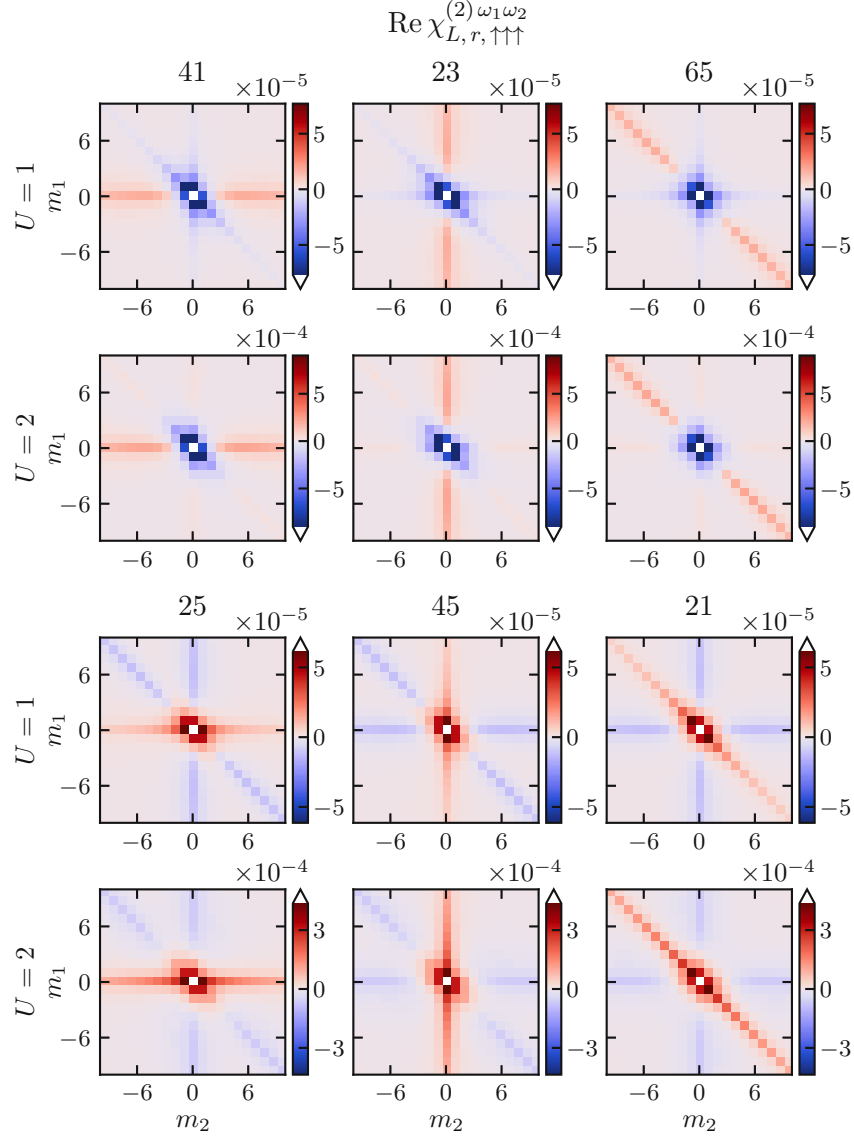 Re χ^{(2) ω₁ω₂}_{L, r, ↑↑↑}
41 ×10⁻⁵ 23 ×10⁻⁵ 65 ×10⁻⁵
U = 1
m₁
6 0 −6
−6 0 6 −6 0 6 −6 0 6
5 0 −5 5 0 −5 5 0 −5
×10⁻⁴ ×10⁻⁴ ×10⁻⁴
U = 2
m₁
6 0 −6
−6 0 6 −6 0 6 −6 0 6
5 0 −5 5 0 −5 5 0 −5
25 ×10⁻⁵ 45 ×10⁻⁵ 21 ×10⁻⁵
U = 1
m₁
6 0 −6
−6 0 6 −6 0 6 −6 0 6
5 0 −5 5 0 −5 5 0 −5
×10⁻⁴ ×10⁻⁴ ×10⁻⁴
U = 2
m₁
6 0 −6
−6 0 6 −6 0 6 −6 0 6
3 0 −3 3 0 −3 3 0 −3
m₂ m₂ m₂